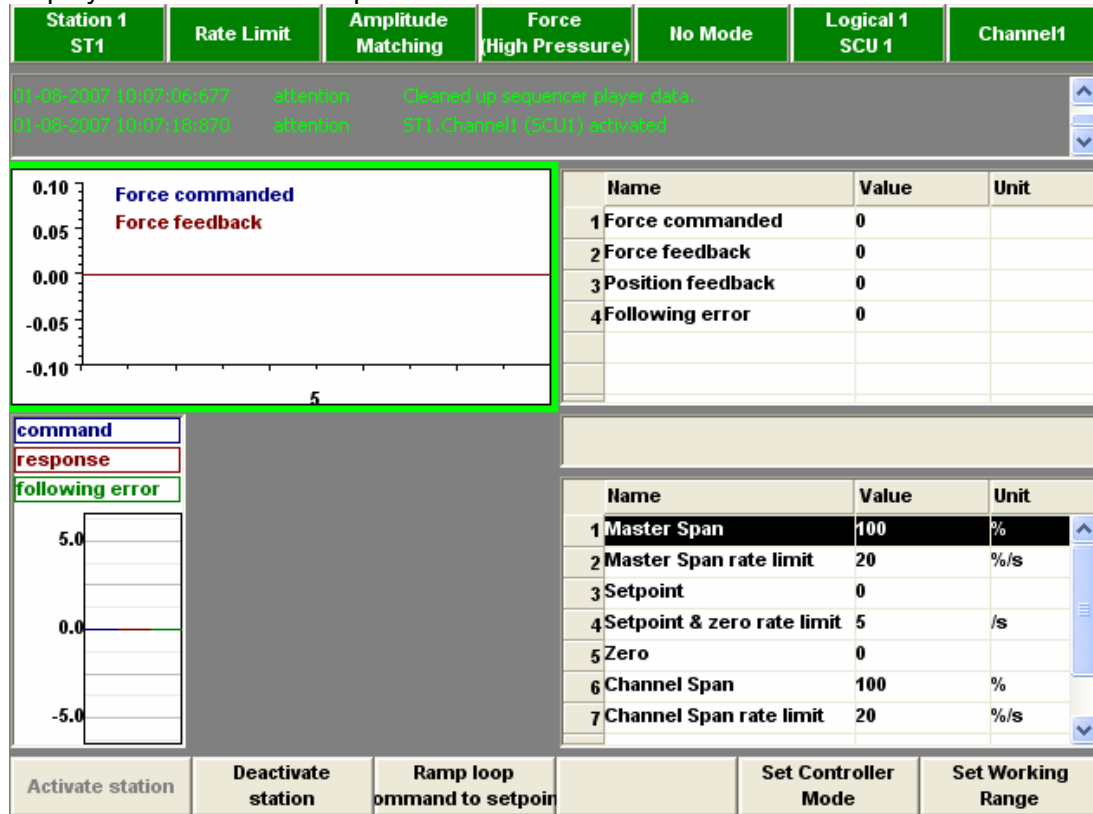 Station 1
ST1
Rate Limit
Amplitude
Matching
Force
(High Pressure)
No Mode
Logical 1
SCU 1
Channel1
01-08-2007 10:07:06:677 attention Cleaned up sequencer player data.
01-08-2007 10:07:18:870 attention ST1.Channel1 (SCU1) activated
0.10
0.05
0.00
-0.05
-0.10
Force commanded
Force feedback
5
Name Value Unit
1 Force commanded 0
2 Force feedback 0
3 Position feedback 0
4 Following error 0
command
response
following error
5.0
0.0
-5.0
Name Value Unit
1 Master Span 100 %
2 Master Span rate limit 20 %/s
3 Setpoint 0
4 Setpoint & zero rate limit 5 /s
5 Zero 0
6 Channel Span 100 %
7 Channel Span rate limit 20 %/s
Activate station
Deactivate
station
Ramp loop
ommand to setpoin
Set Controller
Mode
Set Working
Range